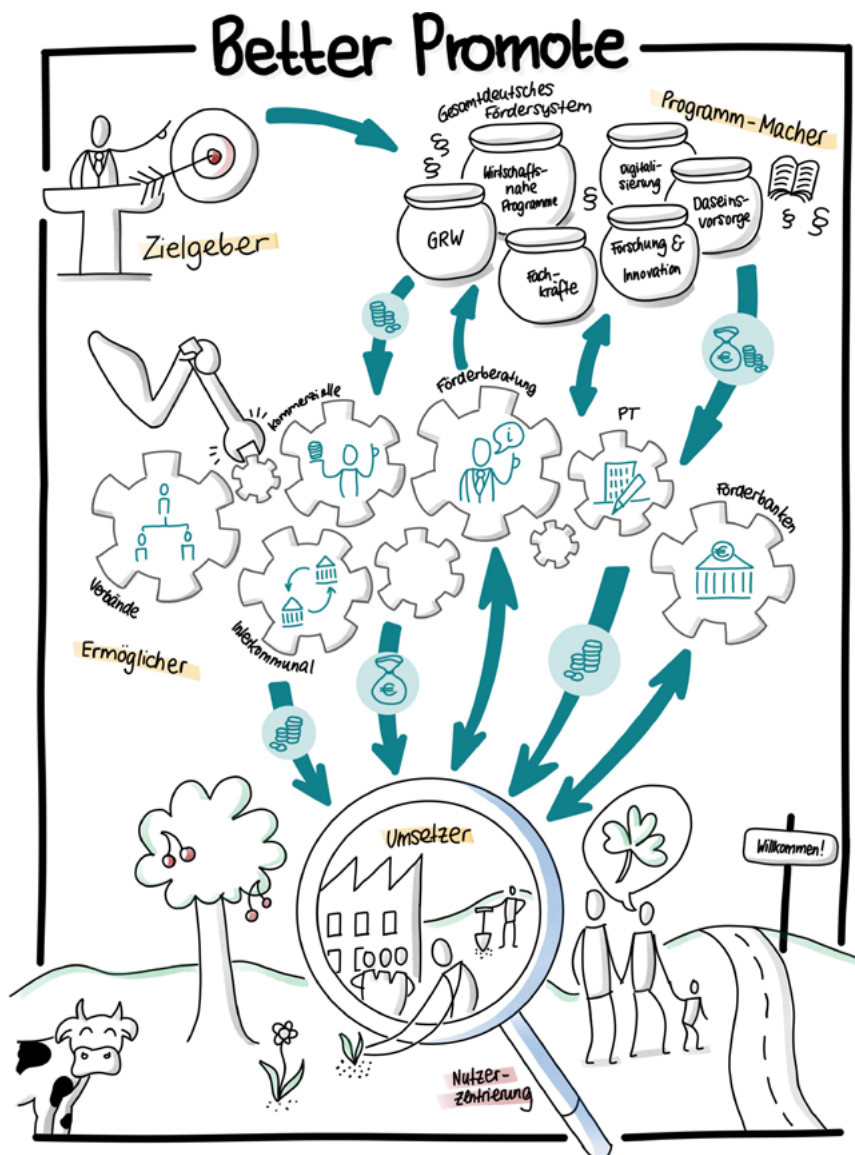 Better Promote
Gesamtdeutsches
Fördersystem
Programm-Macher
Zielgeber
§
§
§
§
§
Wirtschafts-
nahe
Programme
Digitali-
sierung
Daseins-
vorsorge
GRW
Fach-
kräfte
Forschung &
Innovation
€
Kommerzielle
Förderberatung
i
PT
Förderbanken
€
Verbände
Interkommunal
Ermöglicher
€
Umsetzer
Willkommen!
Nutzer-
zentrierung